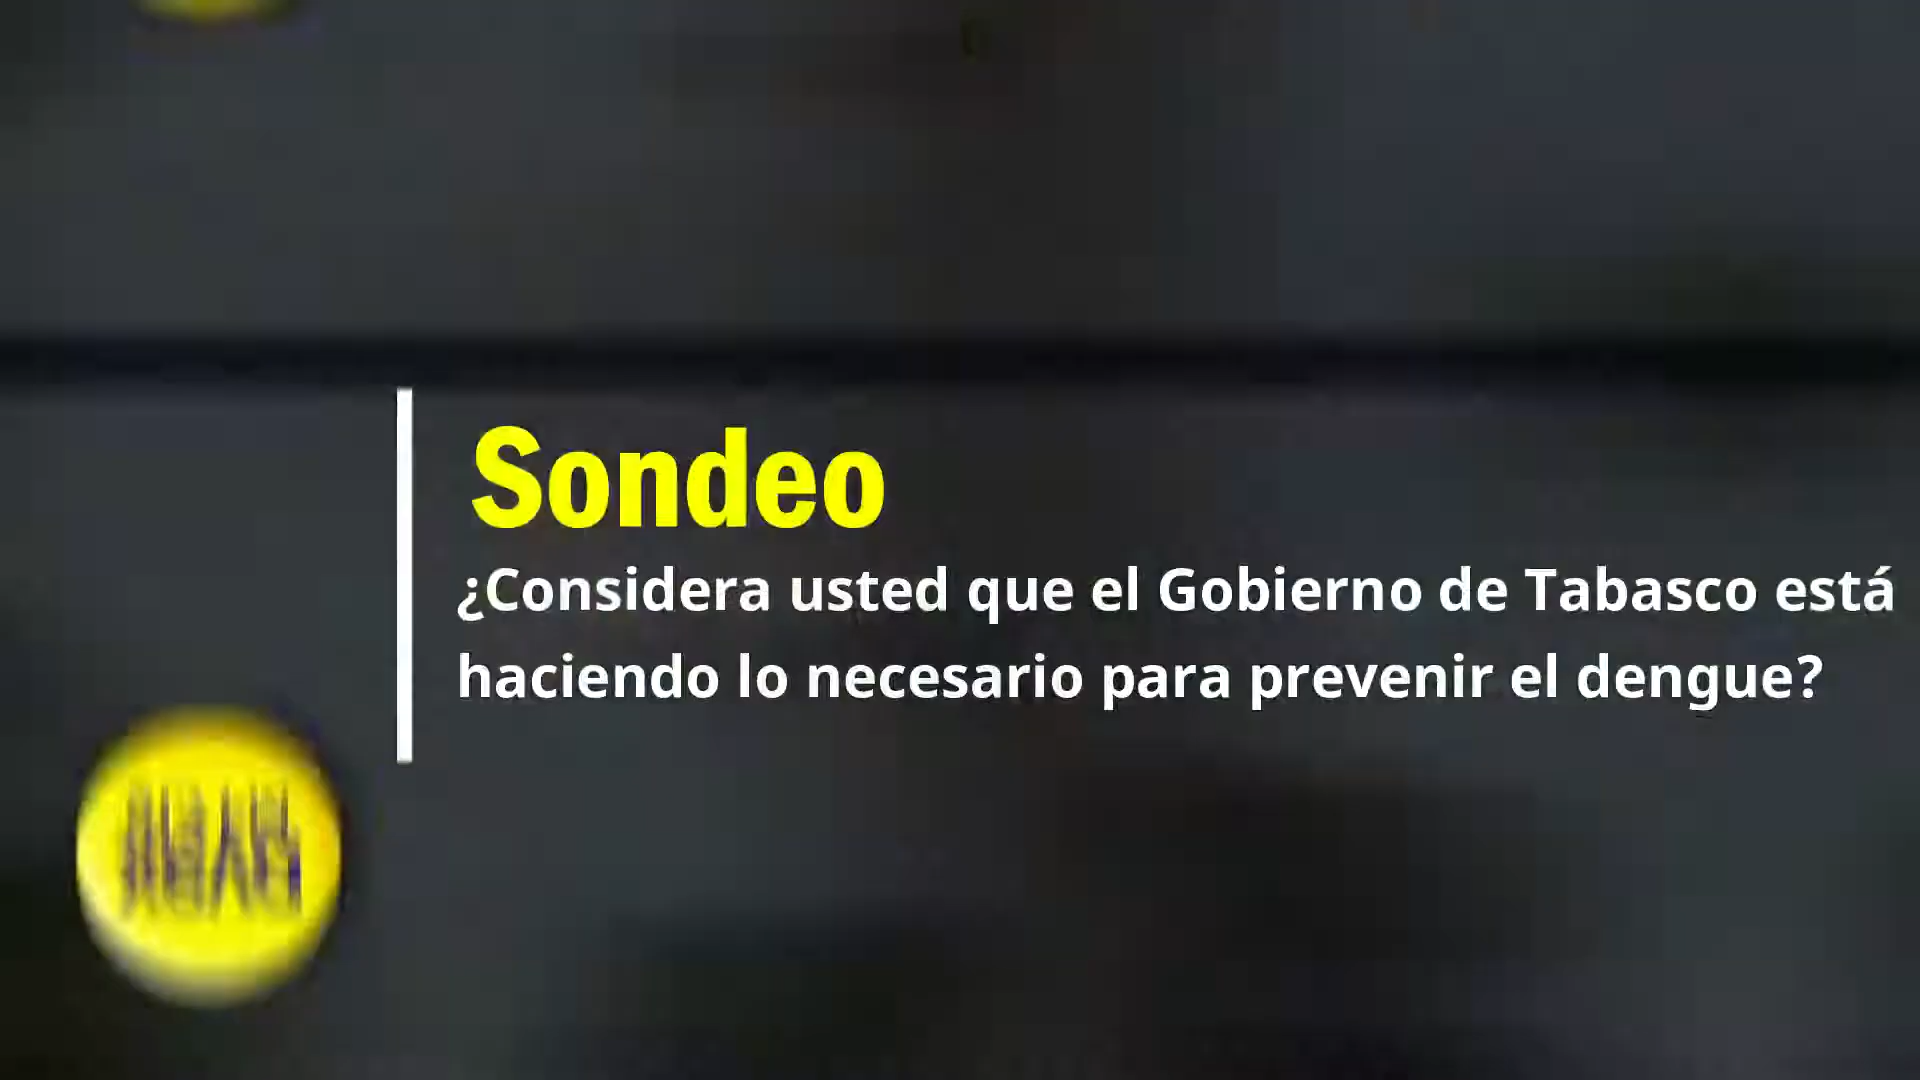 Sondeo
¿Considera usted que el Gobierno de Tabasco está
haciendo lo necesario para prevenir el dengue?